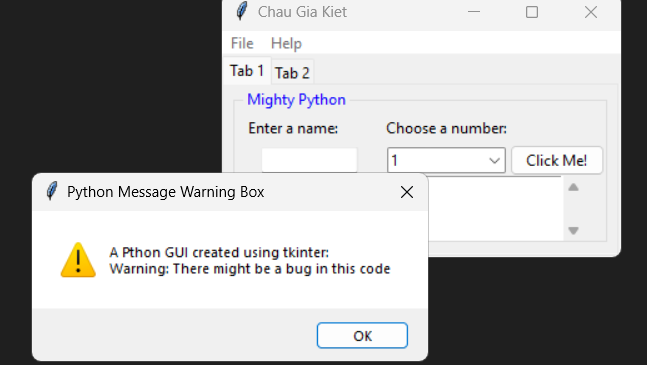 Chau Gia Kiet
File Help
Tab 1 Tab 2
Mighty Python
Enter a name: Choose a number:
1 Click Me!
Python Message Warning Box
A Pthon GUI created using tkinter:
Warning: There might be a bug in this code
OK